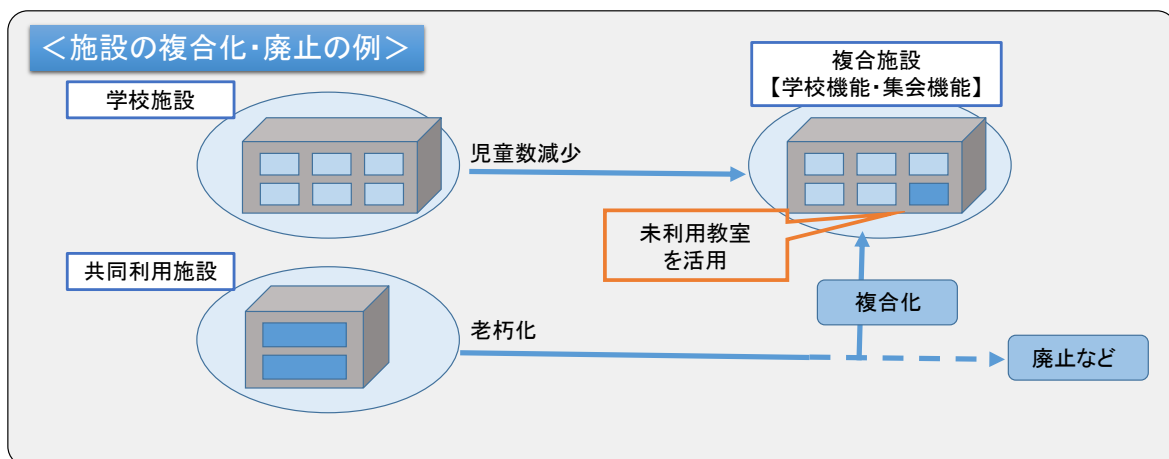 ＜施設の複合化・廃止の例＞
学校施設
複合施設
【学校機能・集会機能】
児童数減少
未利用教室
を活用
共同利用施設
複合化
老朽化
廃止など